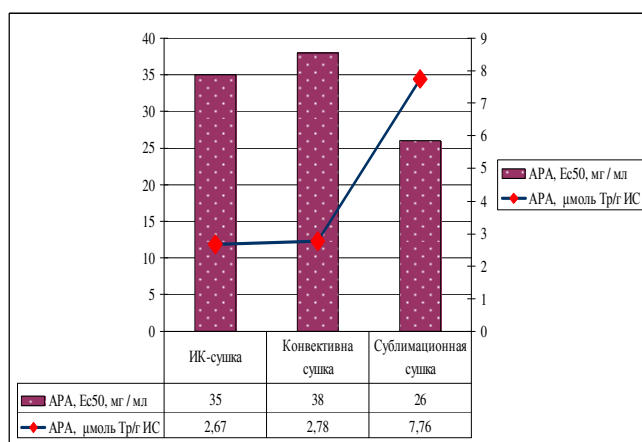 40
35
30
25
20
15
10
5
0
9
8
7
6
5
4
3
2
1
0
АРА, Ес50, мг / мл
АРА, µмоль Тр/г ИС
ИК-сушка
Конвективна
сушка
Сублимационная
сушка
АРА, Ес50, мг / мл 35 38 26
АРА, µмоль Тр/г ИС 2,67 2,78 7,76